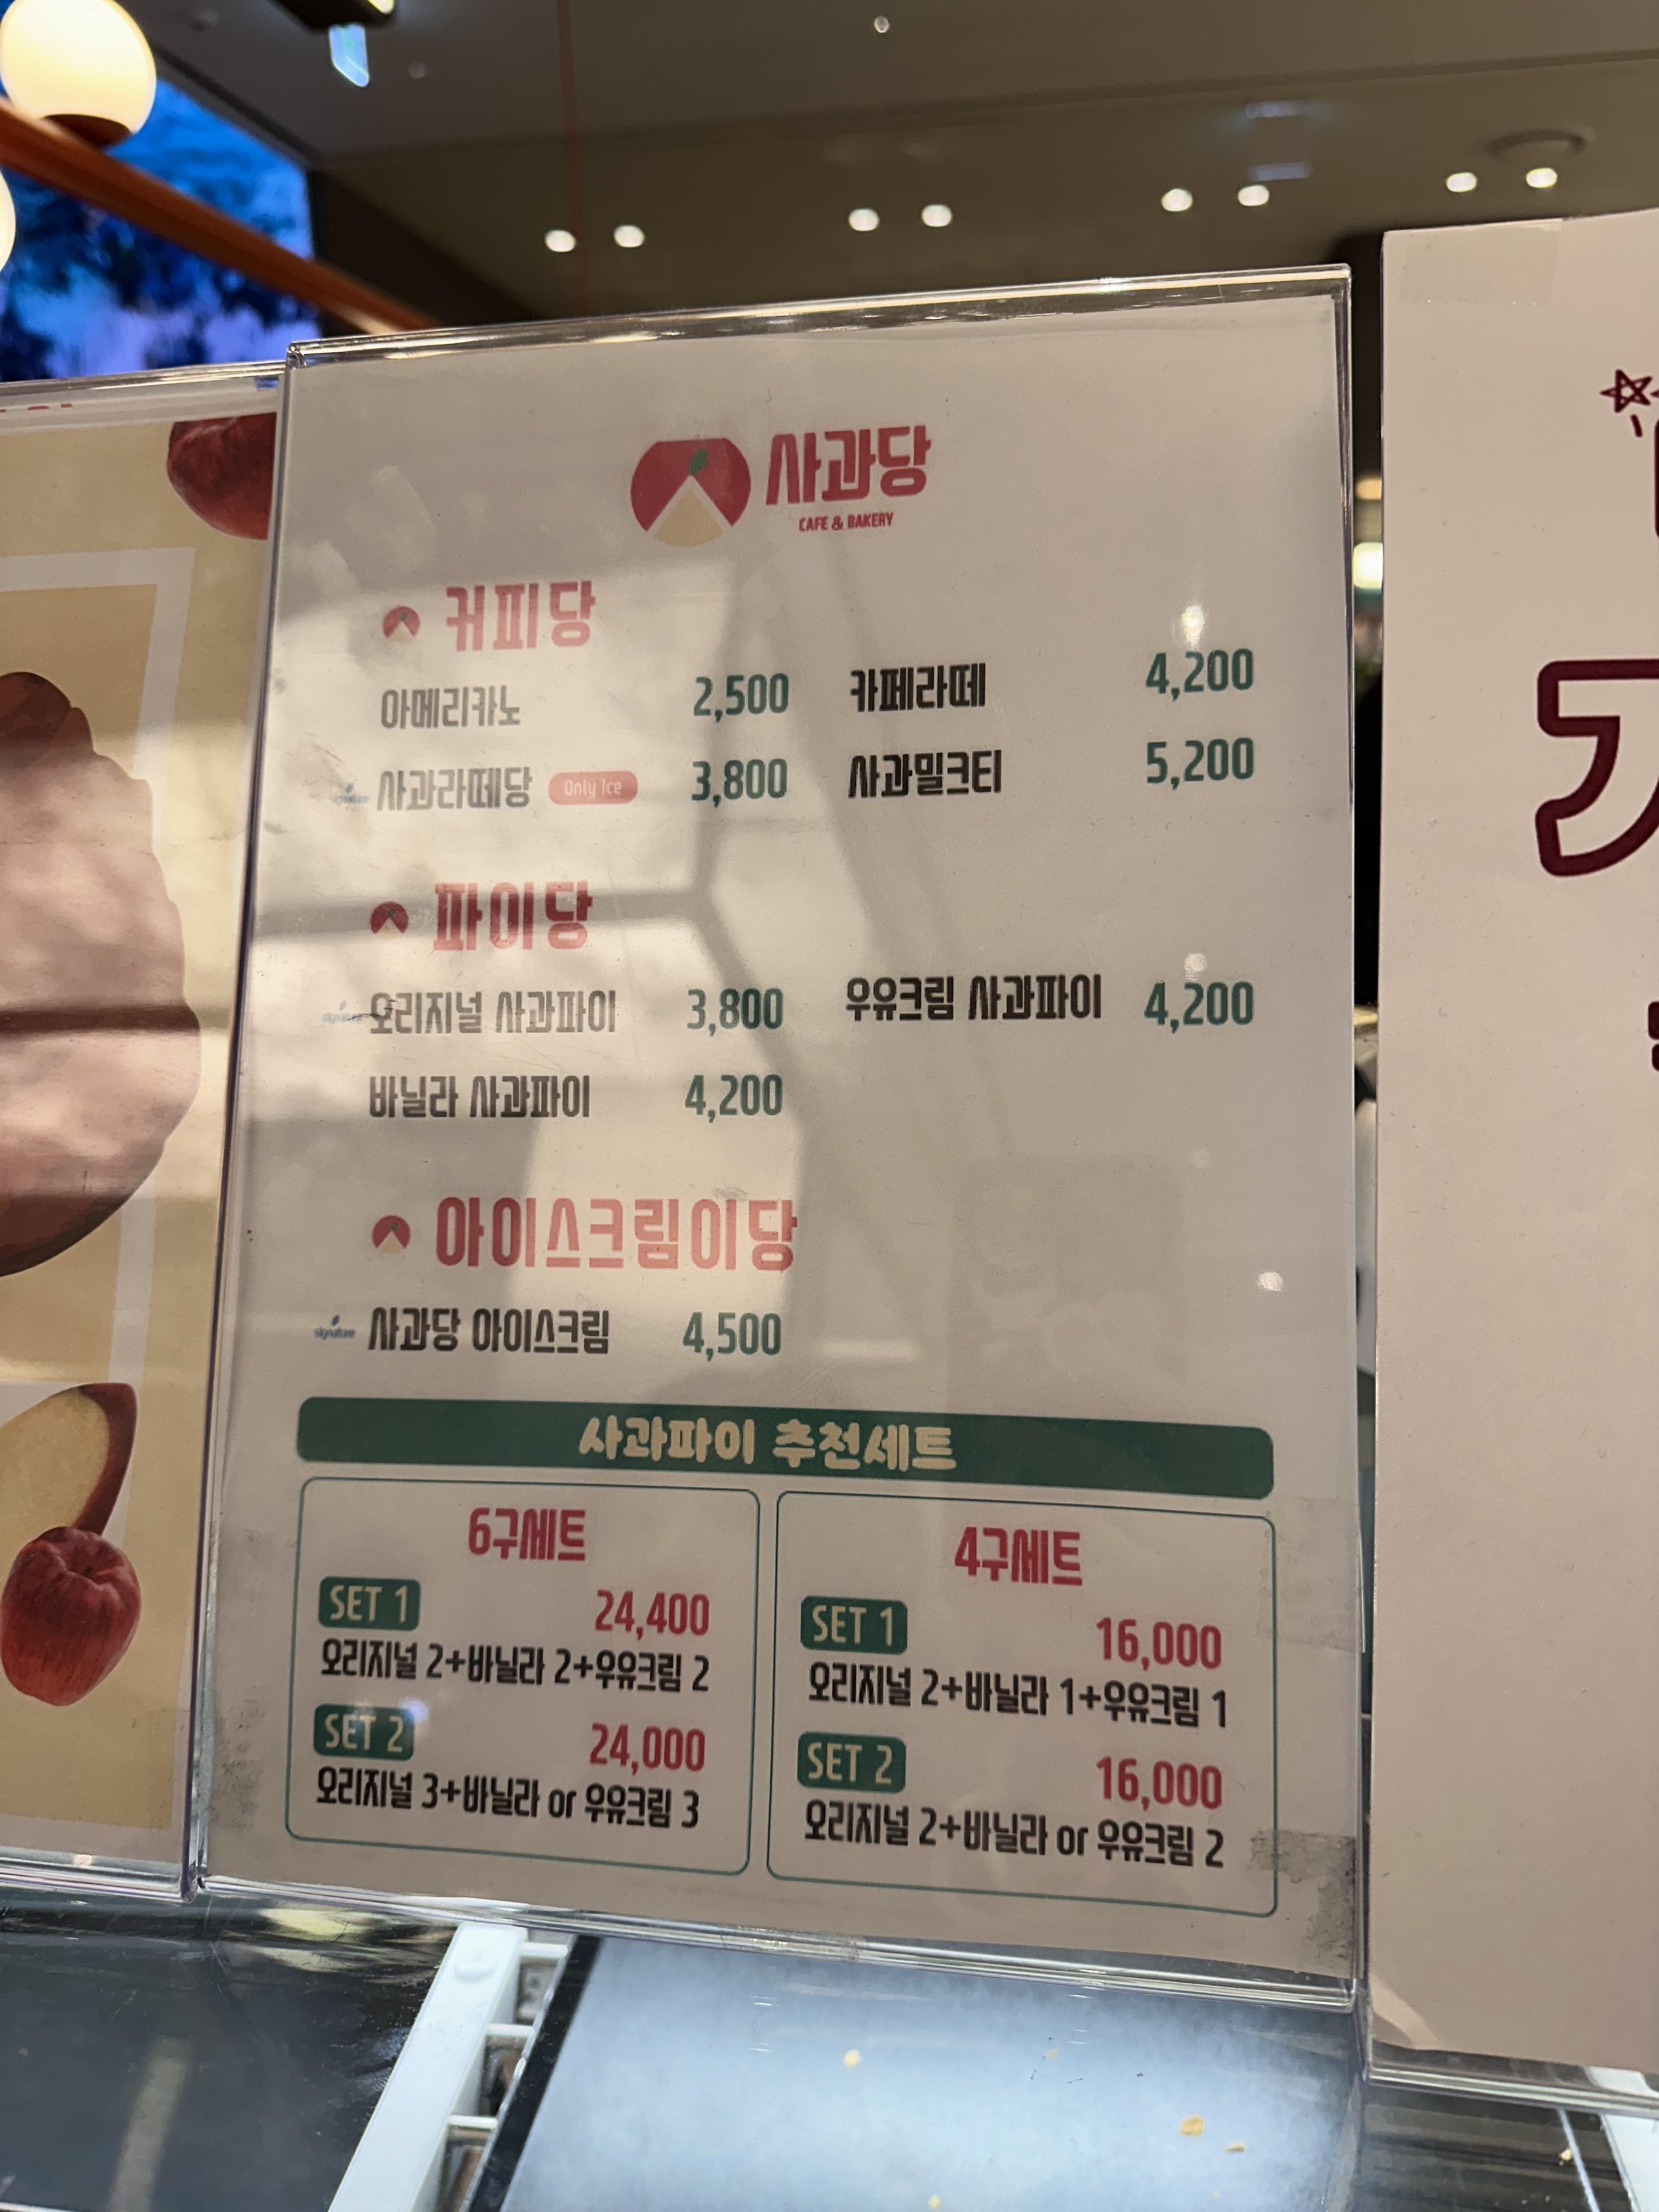 사과당
CAFE & BAKERY
커피당
아메리카노 2,500 카페라떼 4,200
signature 사과라떼당 Only Ice 3,800 사과밀크티 5,200
파이당
signature 오리지널 사과파이 3,800 우유크림 사과파이 4,200
바닐라 사과파이 4,200
아이스크림이당
signature 사과당 아이스크림 4,500
사과파이 추천세트
6구세트
SET 1 24,400
오리지널 2+바닐라 2+우유크림 2
SET 2 24,000
오리지널 3+바닐라 or 우유크림 3
4구세트
SET 1 16,000
오리지널 2+바닐라 1+우유크림 1
SET 2 16,000
오리지널 2+바닐라 or 우유크림 2